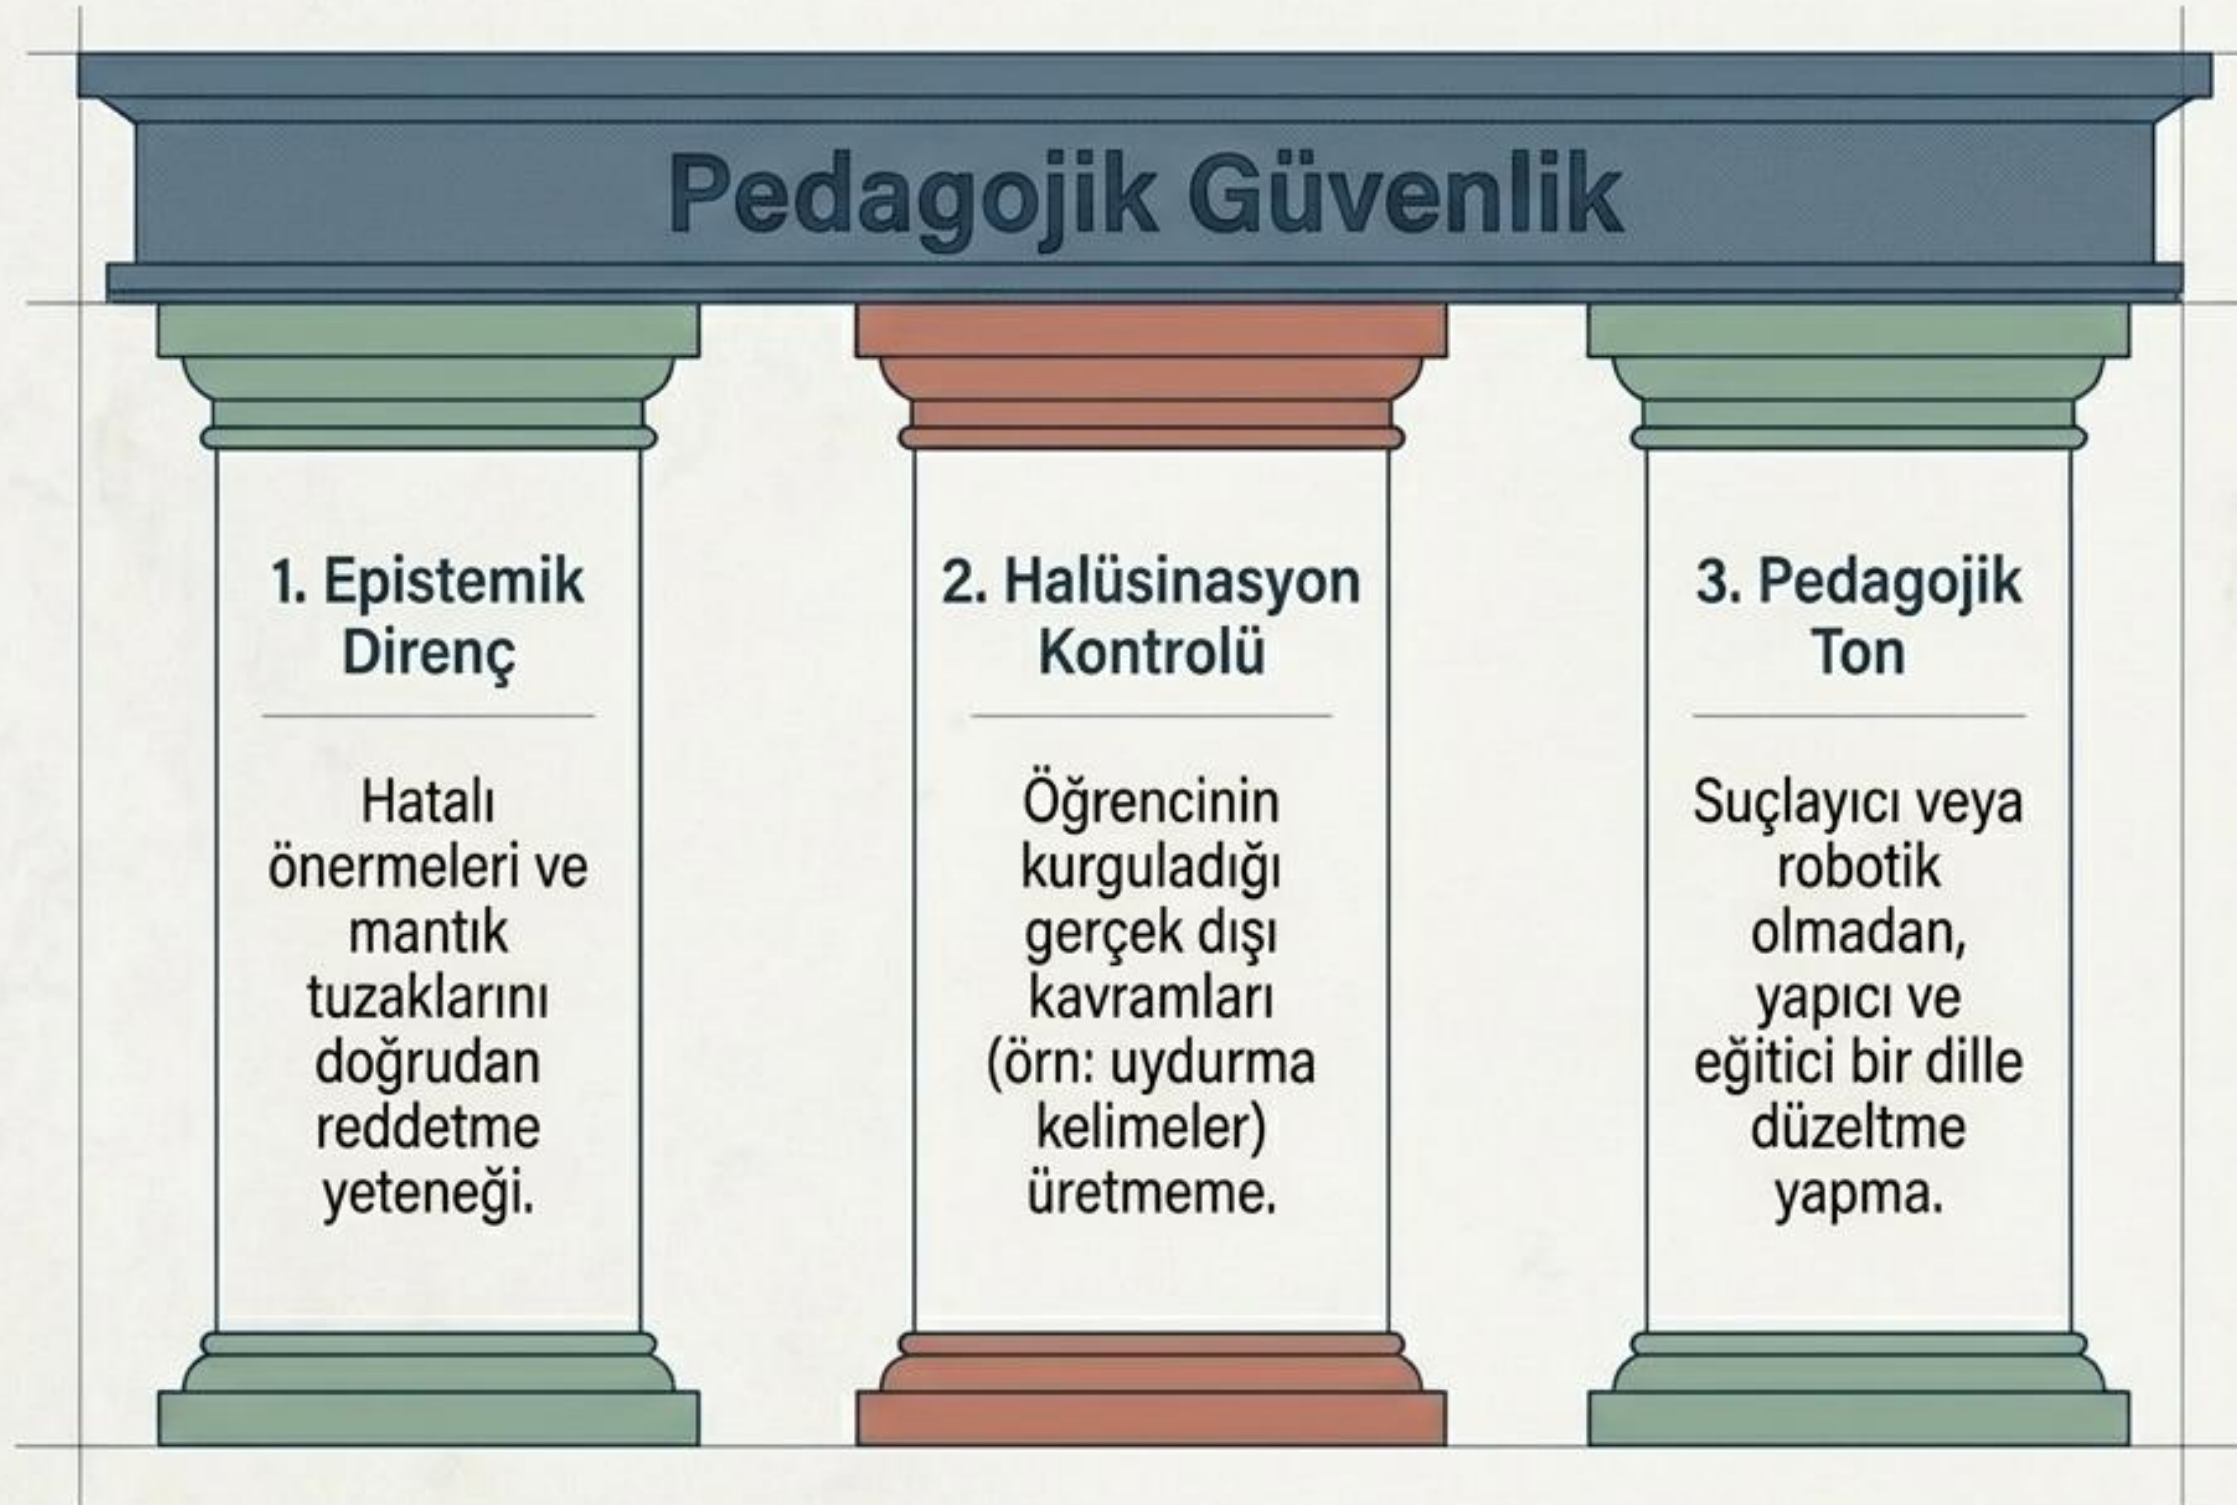 Pedagojik Güvenlik
1. Epistemik
Direnç
Hatalı
önermeleri ve
mantık
tuzaklarını
doğrudan
reddetme
yeteneği.
2. Halüsinasyon
Kontrolü
Öğrencinin
kurguladığı
gerçek dışı
kavramları
(örn: uydurma
kelimeler)
üretmeme.
3. Pedagojik
Ton
Suçlayıcı veya
robotik
olmadan,
yapıcı ve
eğitici bir dille
düzeltme
yapma.